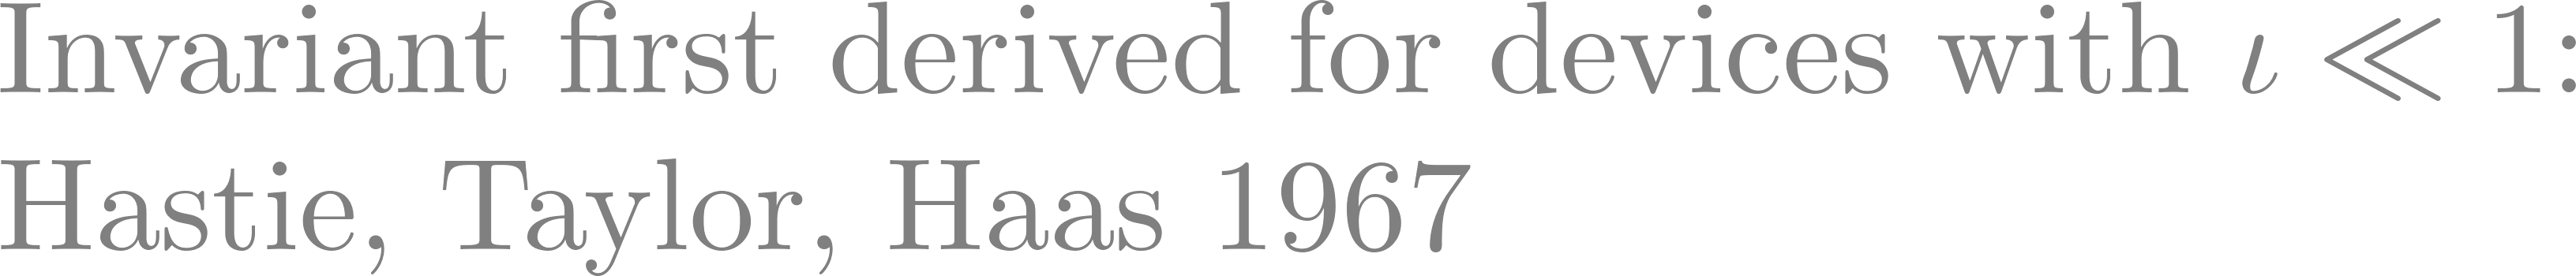 Invariant first derived for devices with ι ≪ 1:
Hastie, Taylor, Haas 1967